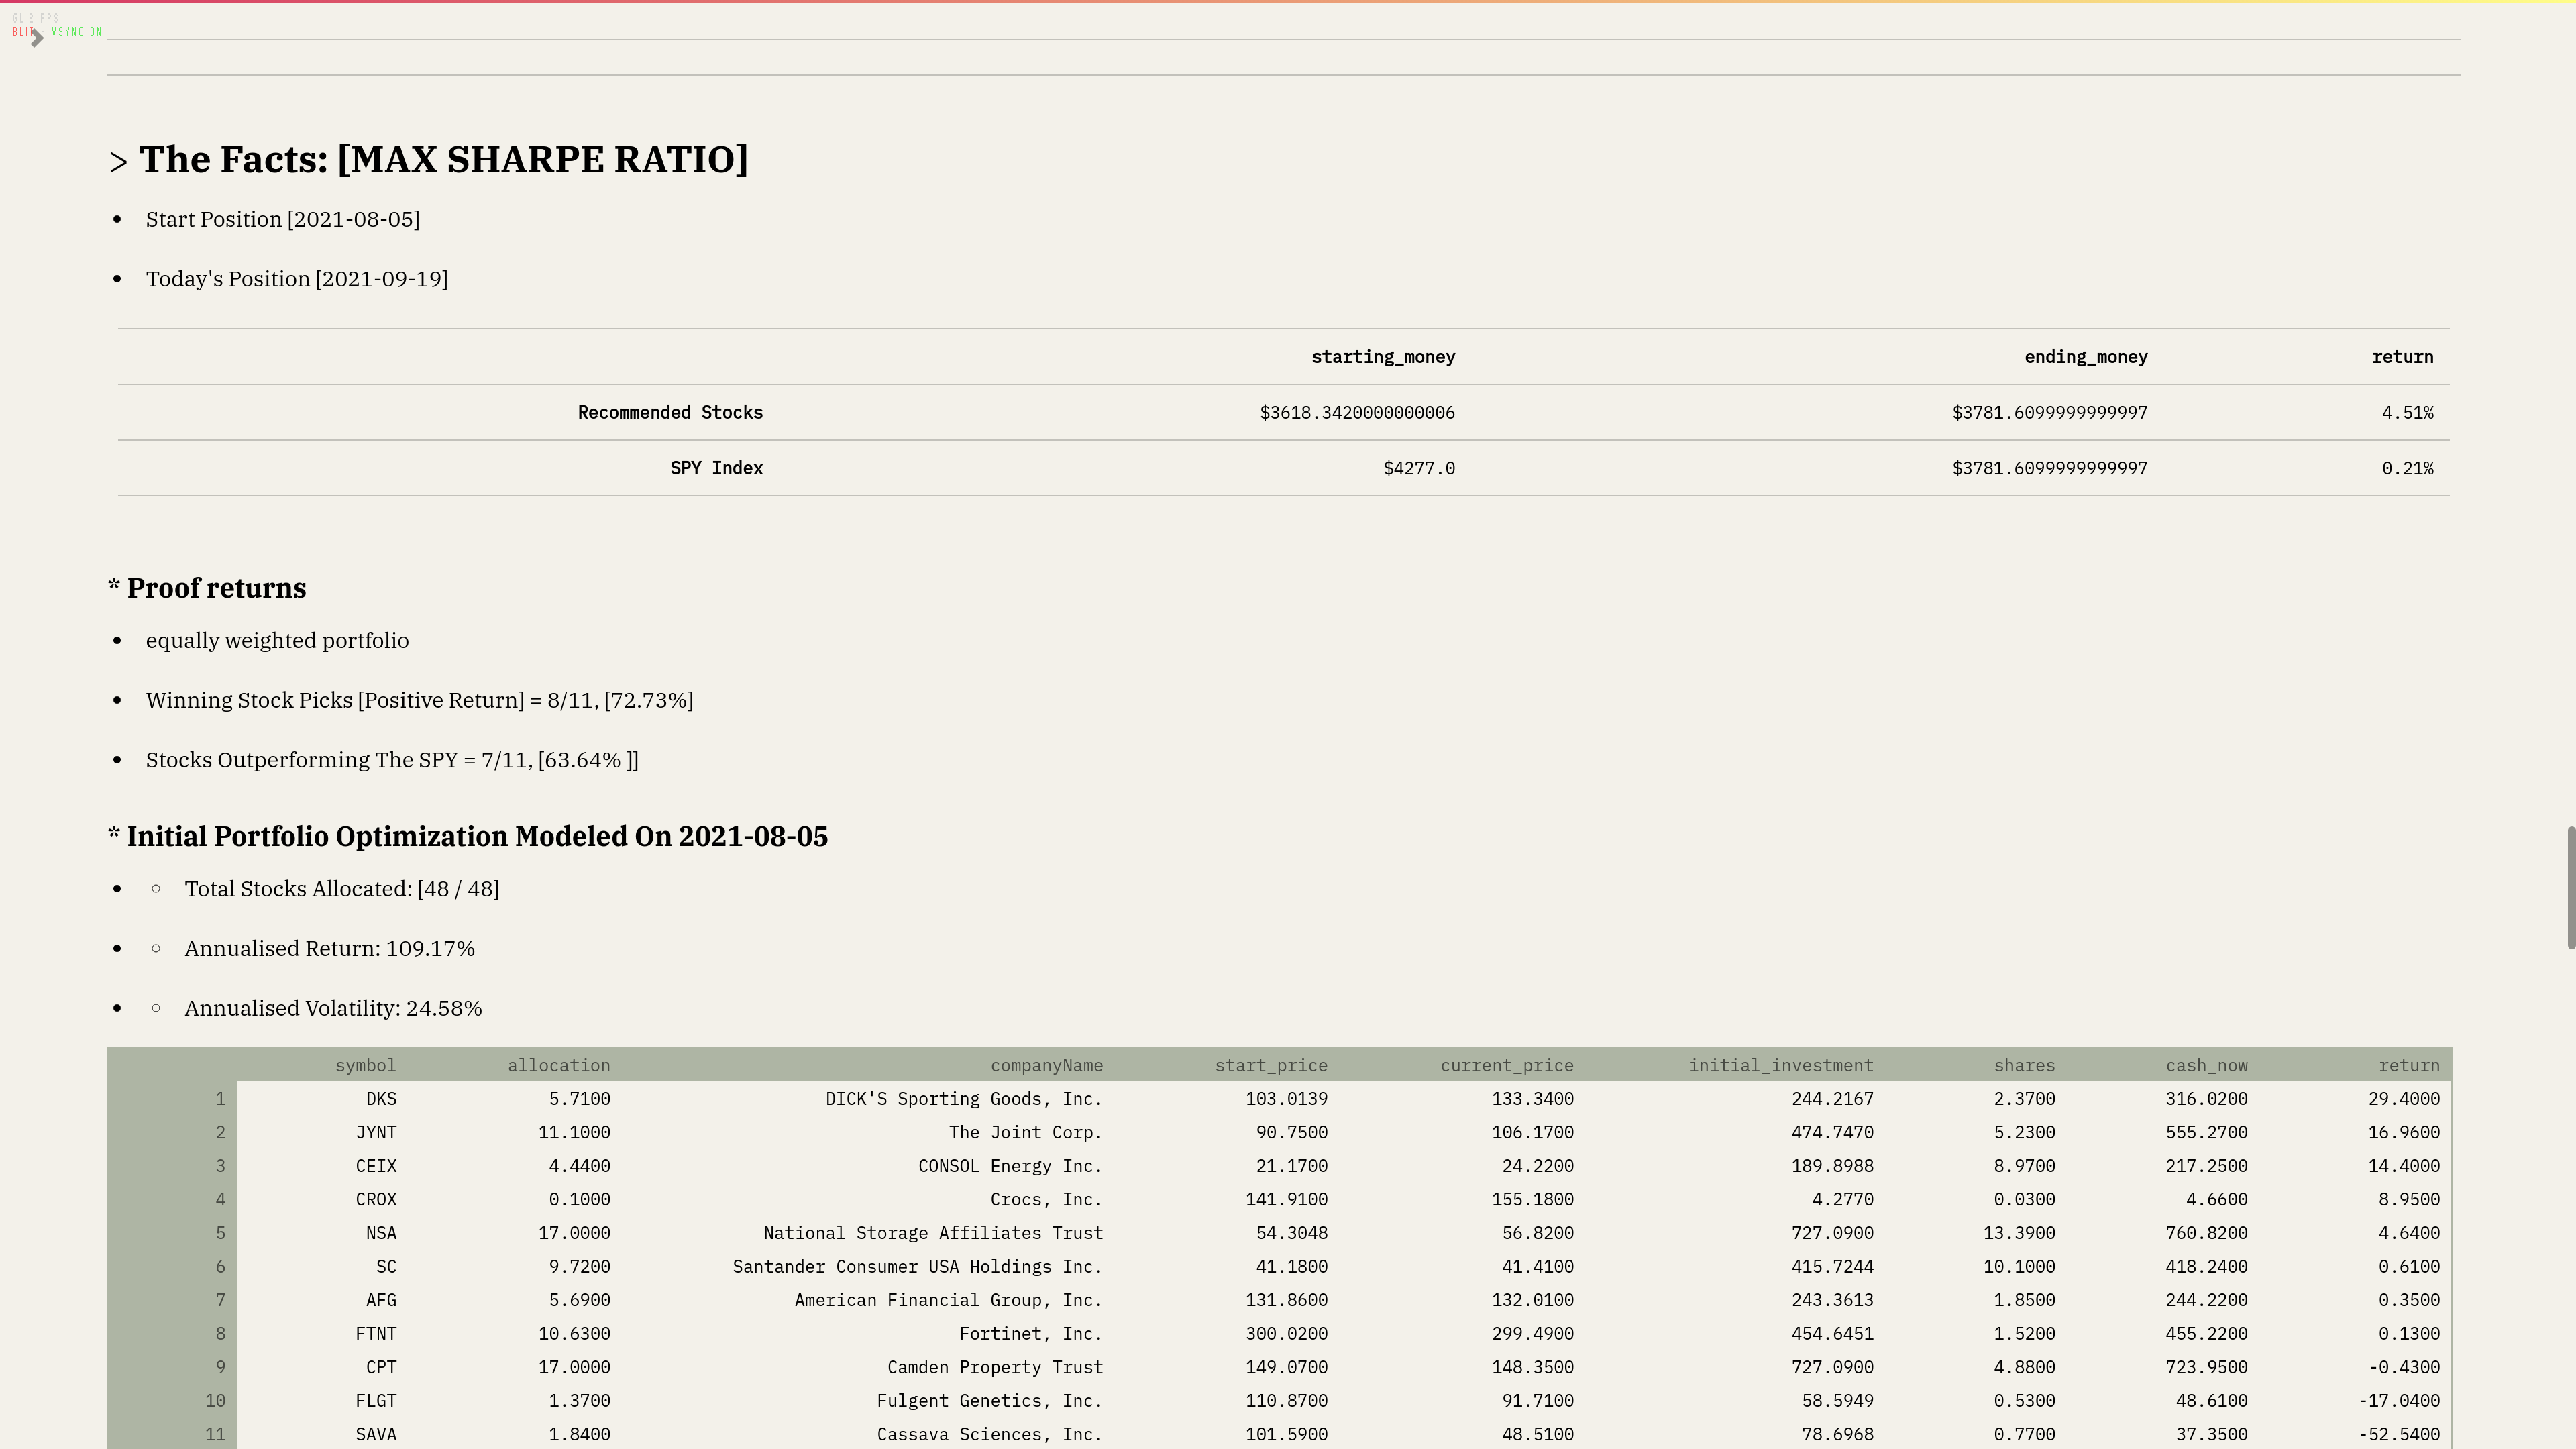 GL 2 FPS
BLIT - VSYNC ON
> The Facts: [MAX SHARPE RATIO]
• Start Position [2021-08-05]
• Today's Position [2021-09-19]
starting_money ending_money return
Recommended Stocks $3618.3420000000006 $3781.6099999999997 4.51%
SPY Index $4277.0 $3781.6099999999997 0.21%
* Proof returns
• equally weighted portfolio
• Winning Stock Picks [Positive Return] = 8/11, [72.73%]
• Stocks Outperforming The SPY = 7/11, [63.64% ]]
* Initial Portfolio Optimization Modeled On 2021-08-05
• ○ Total Stocks Allocated: [48 / 48]
• ○ Annualised Return: 109.17%
• ○ Annualised Volatility: 24.58%
symbol allocation companyName start_price current_price initial_investment shares cash_now return
1 DKS 5.7100 DICK'S Sporting Goods, Inc. 103.0139 133.3400 244.2167 2.3700 316.0200 29.4000
2 JYNT 11.1000 The Joint Corp. 90.7500 106.1700 474.7470 5.2300 555.2700 16.9600
3 CEIX 4.4400 CONSOL Energy Inc. 21.1700 24.2200 189.8988 8.9700 217.2500 14.4000
4 CROX 0.1000 Crocs, Inc. 141.9100 155.1800 4.2770 0.0300 4.6600 8.9500
5 NSA 17.0000 National Storage Affiliates Trust 54.3048 56.8200 727.0900 13.3900 760.8200 4.6400
6 SC 9.7200 Santander Consumer USA Holdings Inc. 41.1800 41.4100 415.7244 10.1000 418.2400 0.6100
7 AFG 5.6900 American Financial Group, Inc. 131.8600 132.0100 243.3613 1.8500 244.2200 0.3500
8 FTNT 10.6300 Fortinet, Inc. 300.0200 299.4900 454.6451 1.5200 455.2200 0.1300
9 CPT 17.0000 Camden Property Trust 149.0700 148.3500 727.0900 4.8800 723.9500 -0.4300
10 FLGT 1.3700 Fulgent Genetics, Inc. 110.8700 91.7100 58.5949 0.5300 48.6100 -17.0400
11 SAVA 1.8400 Cassava Sciences, Inc. 101.5900 48.5100 78.6968 0.7700 37.3500 -52.5400